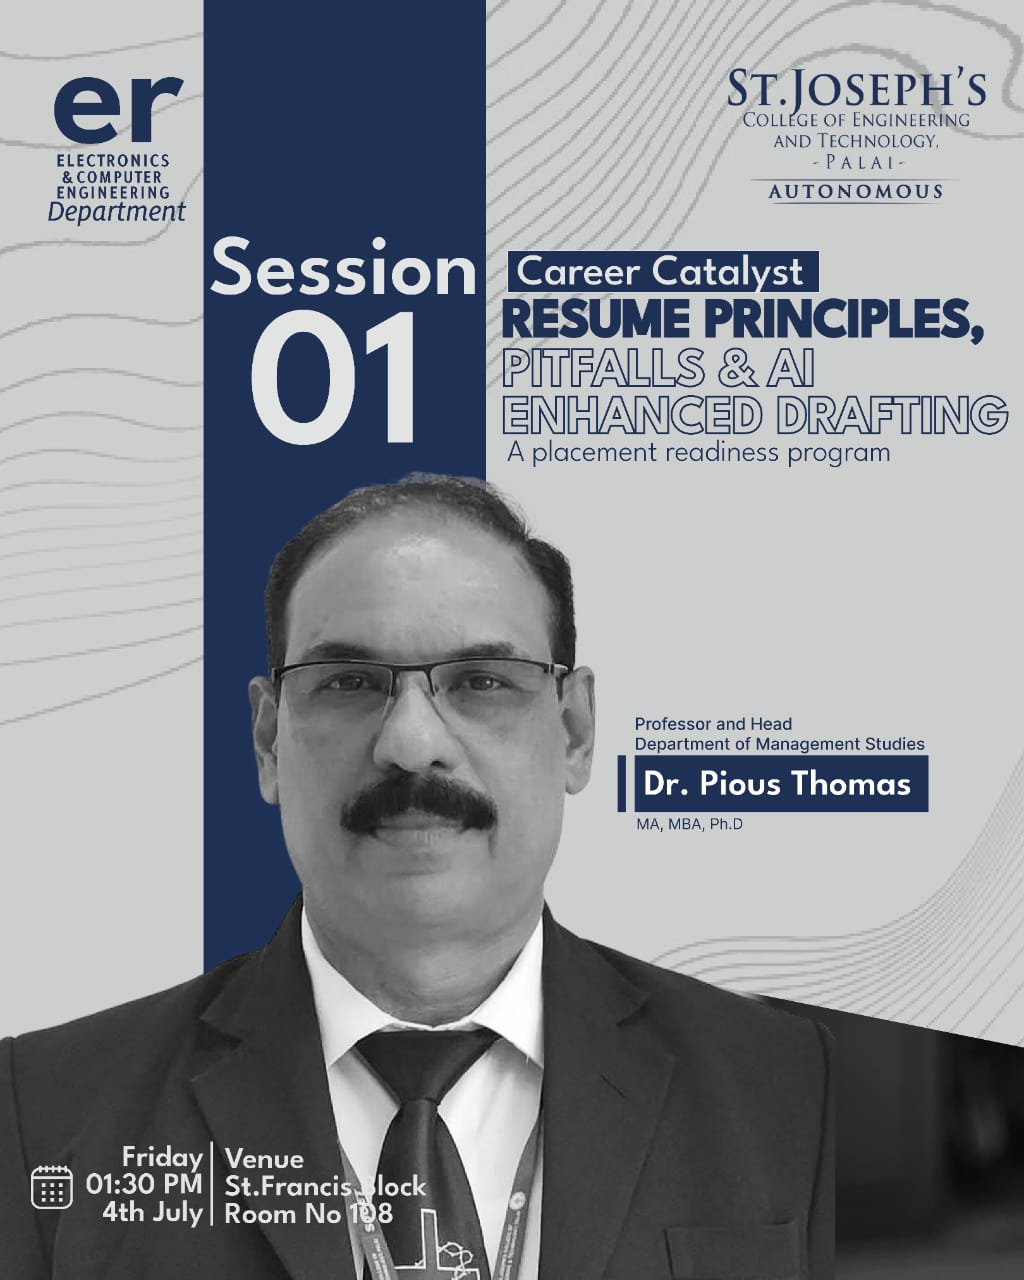 er
ELECTRONICS
& COMPUTER
ENGINEERING
Department
ST.JOSEPH'S
COLLEGE OF ENGINEERING
AND TECHNOLOGY,
- PALAI -
AUTONOMOUS
Session
01
Career Catalyst
RESUME PRINCIPLES,
PITFALLS & AI
ENHANCED DRAFTING
A placement readiness program
Professor and Head
Department of Management Studies
Dr. Pious Thomas
MA, MBA, Ph.D
Friday
01:30 PM
4th July
Venue
St.Francis Block
Room No 108